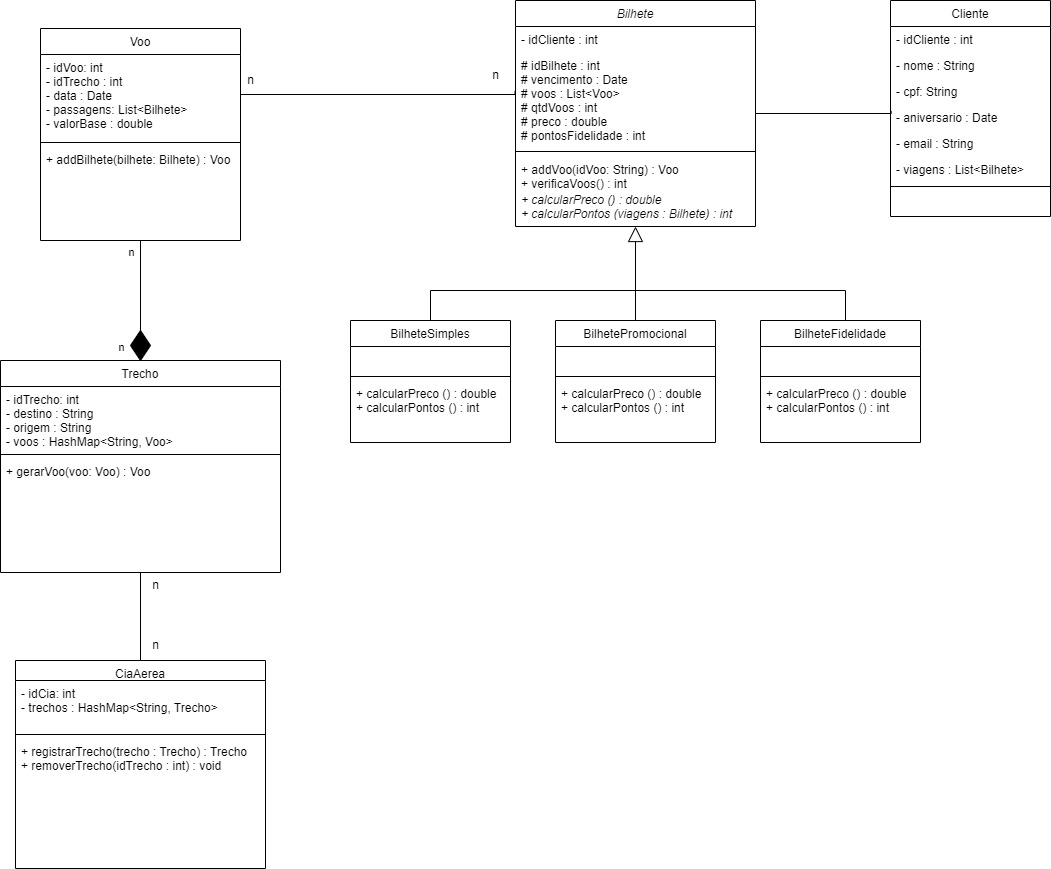 Voo
- idVoo: int
- idTrecho : int
- data : Date
- passagens: List<Bilhete>
- valorBase : double
+ addBilhete(bilhete: Bilhete) : Voo
n
n
Bilhete
- idCliente : int
# idBilhete : int
# vencimento : Date
# voos : List<Voo>
# qtdVoos : int
# preco : double
# pontosFidelidade : int
+ addVoo(idVoo: String) : Voo
+ verificaVoos() : int
+ calcularPreco () : double
+ calcularPontos (viagens : Bilhete) : int
Cliente
- idCliente : int
- nome : String
- cpf: String
- aniversario : Date
- email : String
- viagens : List<Bilhete>
n
n
BilheteSimples
+ calcularPreco () : double
+ calcularPontos () : int
BilhetePromocional
+ calcularPreco () : double
+ calcularPontos () : int
BilheteFidelidade
+ calcularPreco () : double
+ calcularPontos () : int
Trecho
- idTrecho: int
- destino : String
- origem : String
- voos : HashMap<String, Voo>
+ gerarVoo(voo: Voo) : Voo
n
n
CiaAerea
- idCia: int
- trechos : HashMap<String, Trecho>
+ registrarTrecho(trecho : Trecho) : Trecho
+ removerTrecho(idTrecho : int) : void